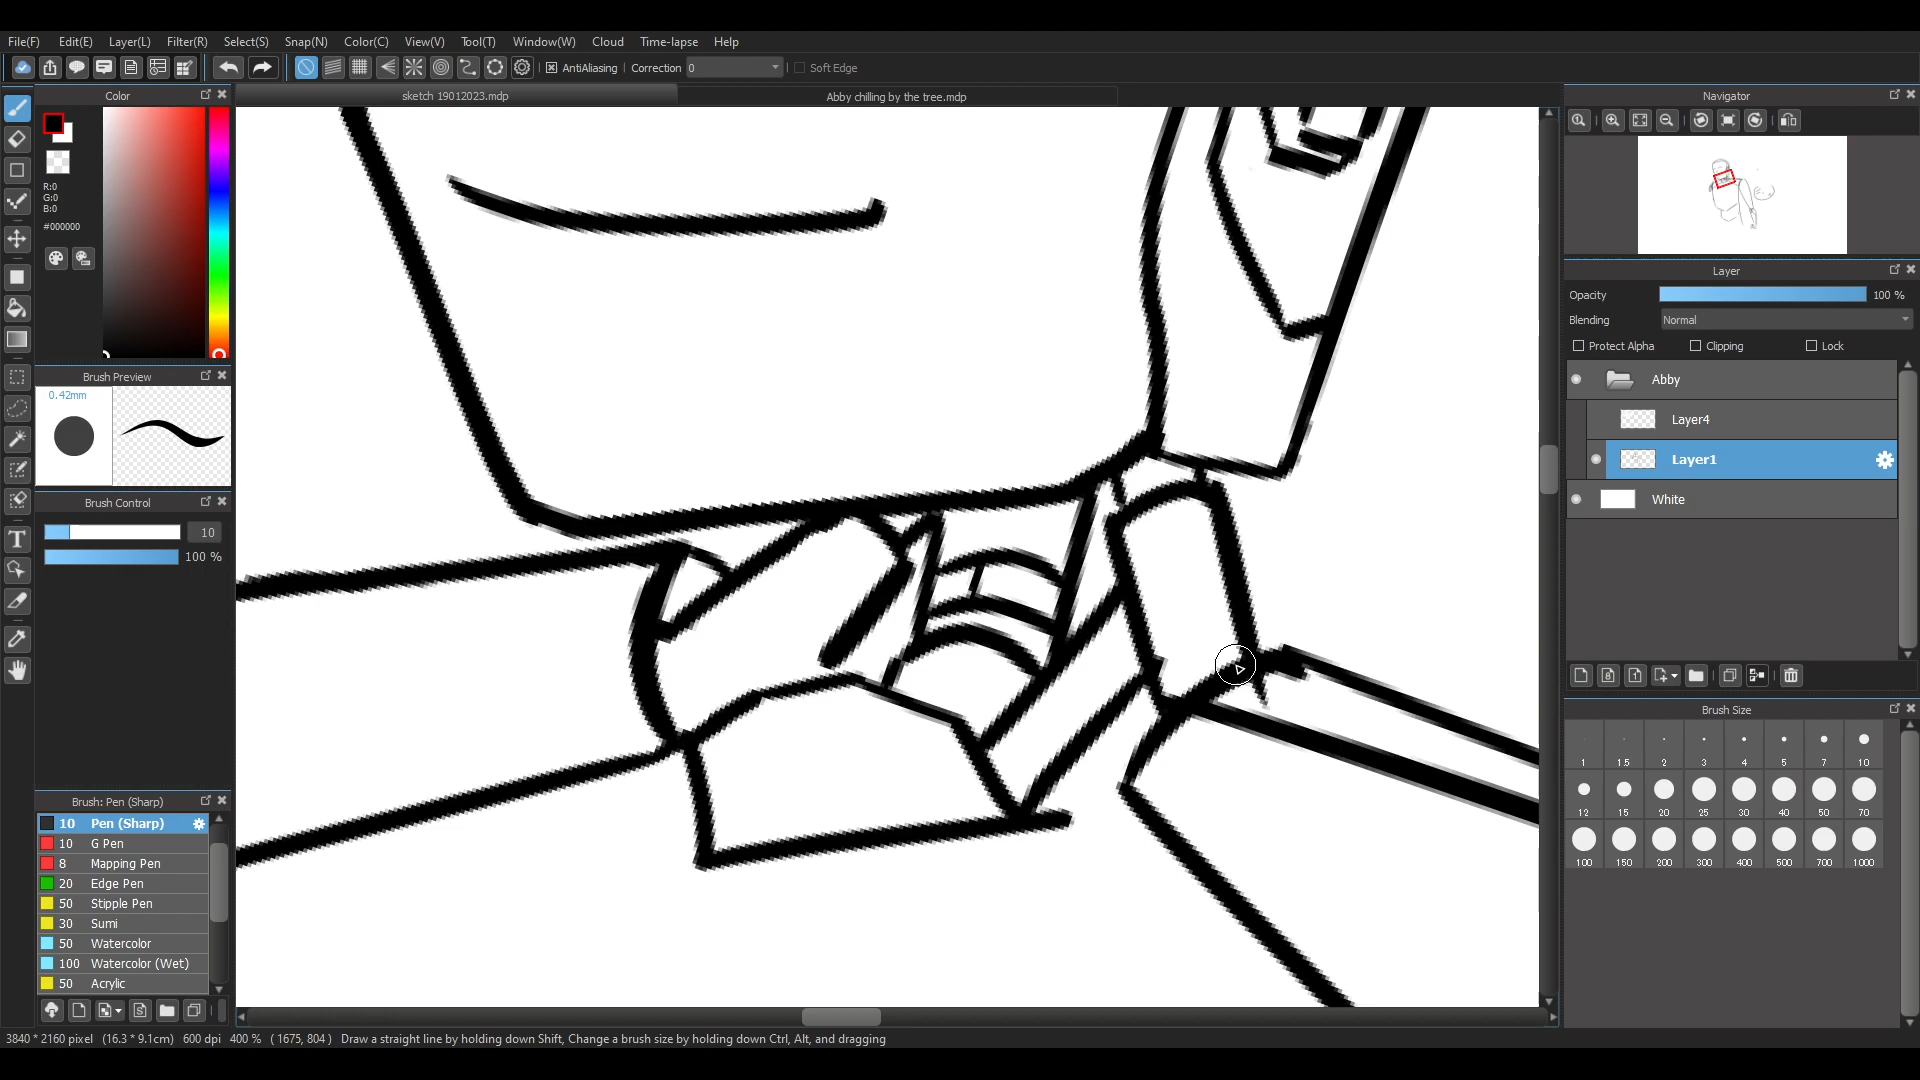 File(F) Edit(E) Layer(L) Filter(R) Select(S) Snap(N) Color(C) View(V) Tool(T) Window(W) Cloud Time-lapse Help
AntiAliasing Correction 0 Soft Edge
Color
sketch 19012023.mdp
Abby chilling by the tree.mdp
R:0
G:0
B:0
#000000
Brush Preview
0.42mm
Brush Control
10
100 %
Brush: Pen (Sharp)
10 Pen (Sharp)
10 G Pen
8 Mapping Pen
20 Edge Pen
50 Stipple Pen
30 Sumi
50 Watercolor
100 Watercolor (Wet)
50 Acrylic
Navigator
Layer
Opacity 100 %
Blending Normal
Protect Alpha Clipping Lock
Abby
Layer4
Layer1
White
Brush Size
1 1.5 2 3 4 5 7 10
12 15 20 25 30 40 50 70
100 150 200 300 400 500 700 1000
3840 * 2160 pixel (16.3 * 9.1cm) 600 dpi 400 % ( 1675, 804 ) Draw a straight line by holding down Shift, Change a brush size by holding down Ctrl, Alt, and dragging